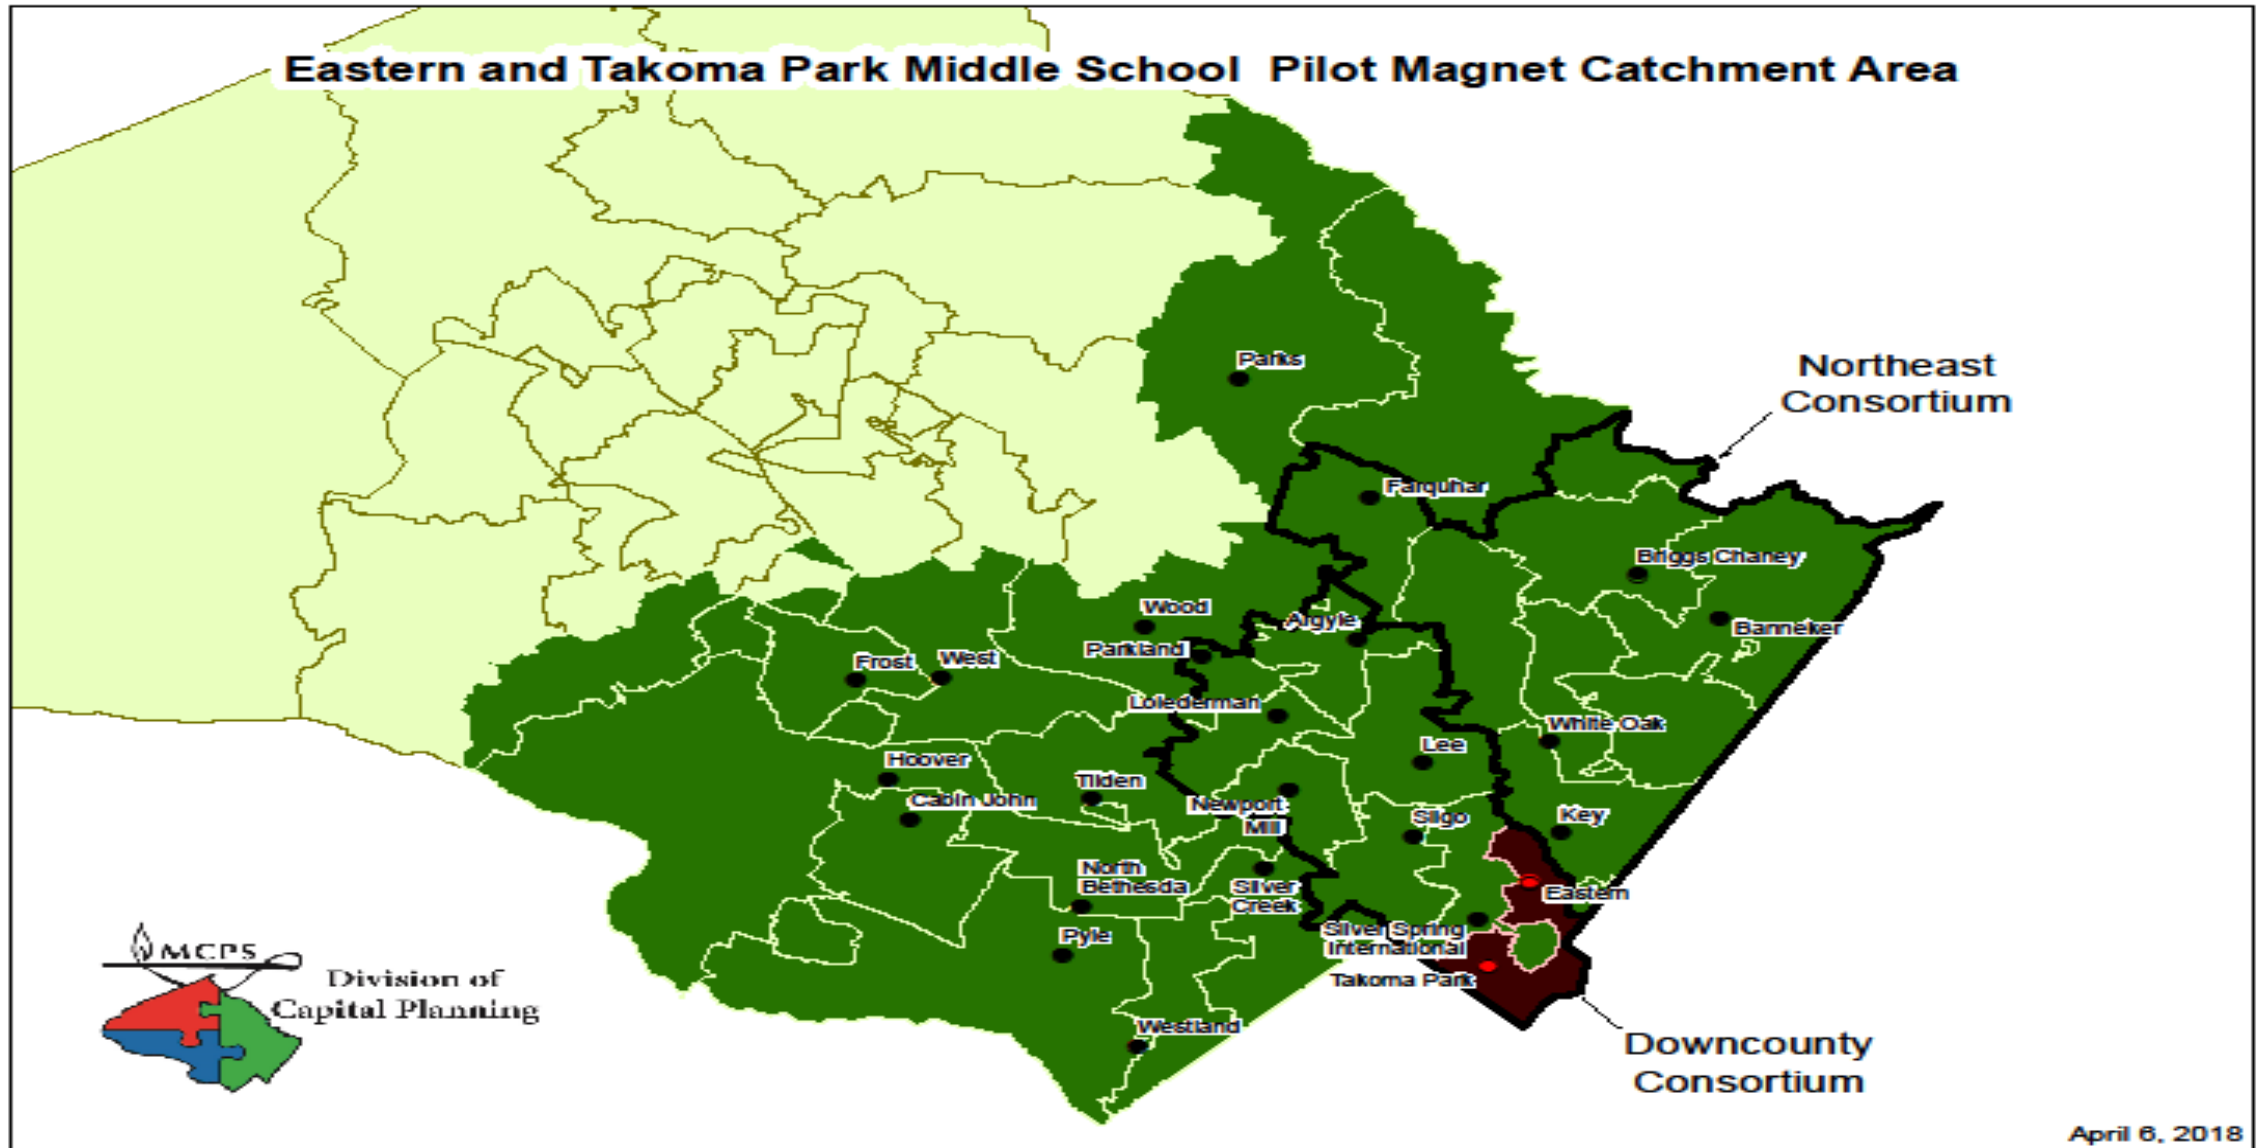 Eastern and Takoma Park Middle School Pilot Magnet Catchment Area
Parks
Northeast
Consortium
Farquhar
Briggs Chaney
Wood
Argyle
Banneker
Parkland
Frost
West
Loiederman
White Oak
Lee
Hoover
Tilden
Cabin John
Newport
Mill
Sligo
Key
North
Bethesda
Silver
Creek
Eastern
Pyle
Silver Spring
International
Takoma Park
MCPS
Division of
Capital Planning
Westland
Downcounty
Consortium
April 6, 2018